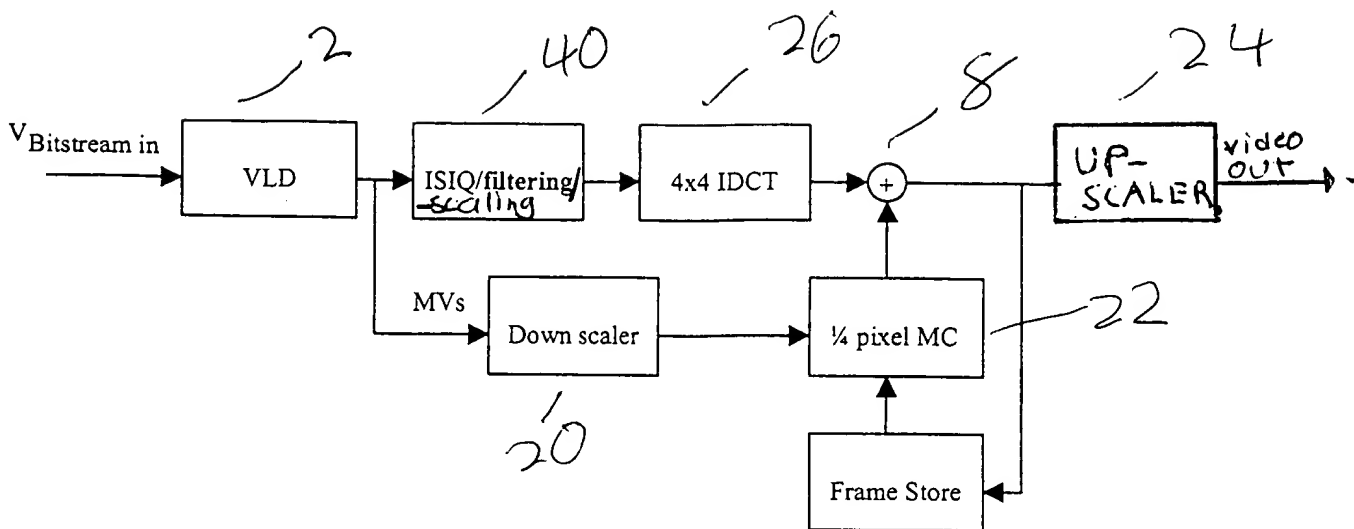 2
40
26
8
24
V Bitstream in
VLD
ISIQ/filtering/
-scaling
4x4 IDCT
+
UP-
SCALER
video
OUT
MVs
Down scaler
¼ pixel MC
22
20
Frame Store